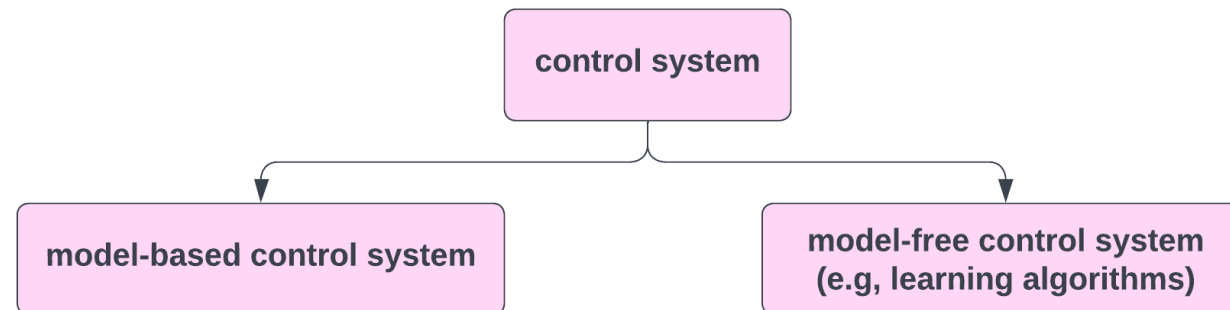 control system
model-based control system
model-free control system
(e.g, learning algorithms)